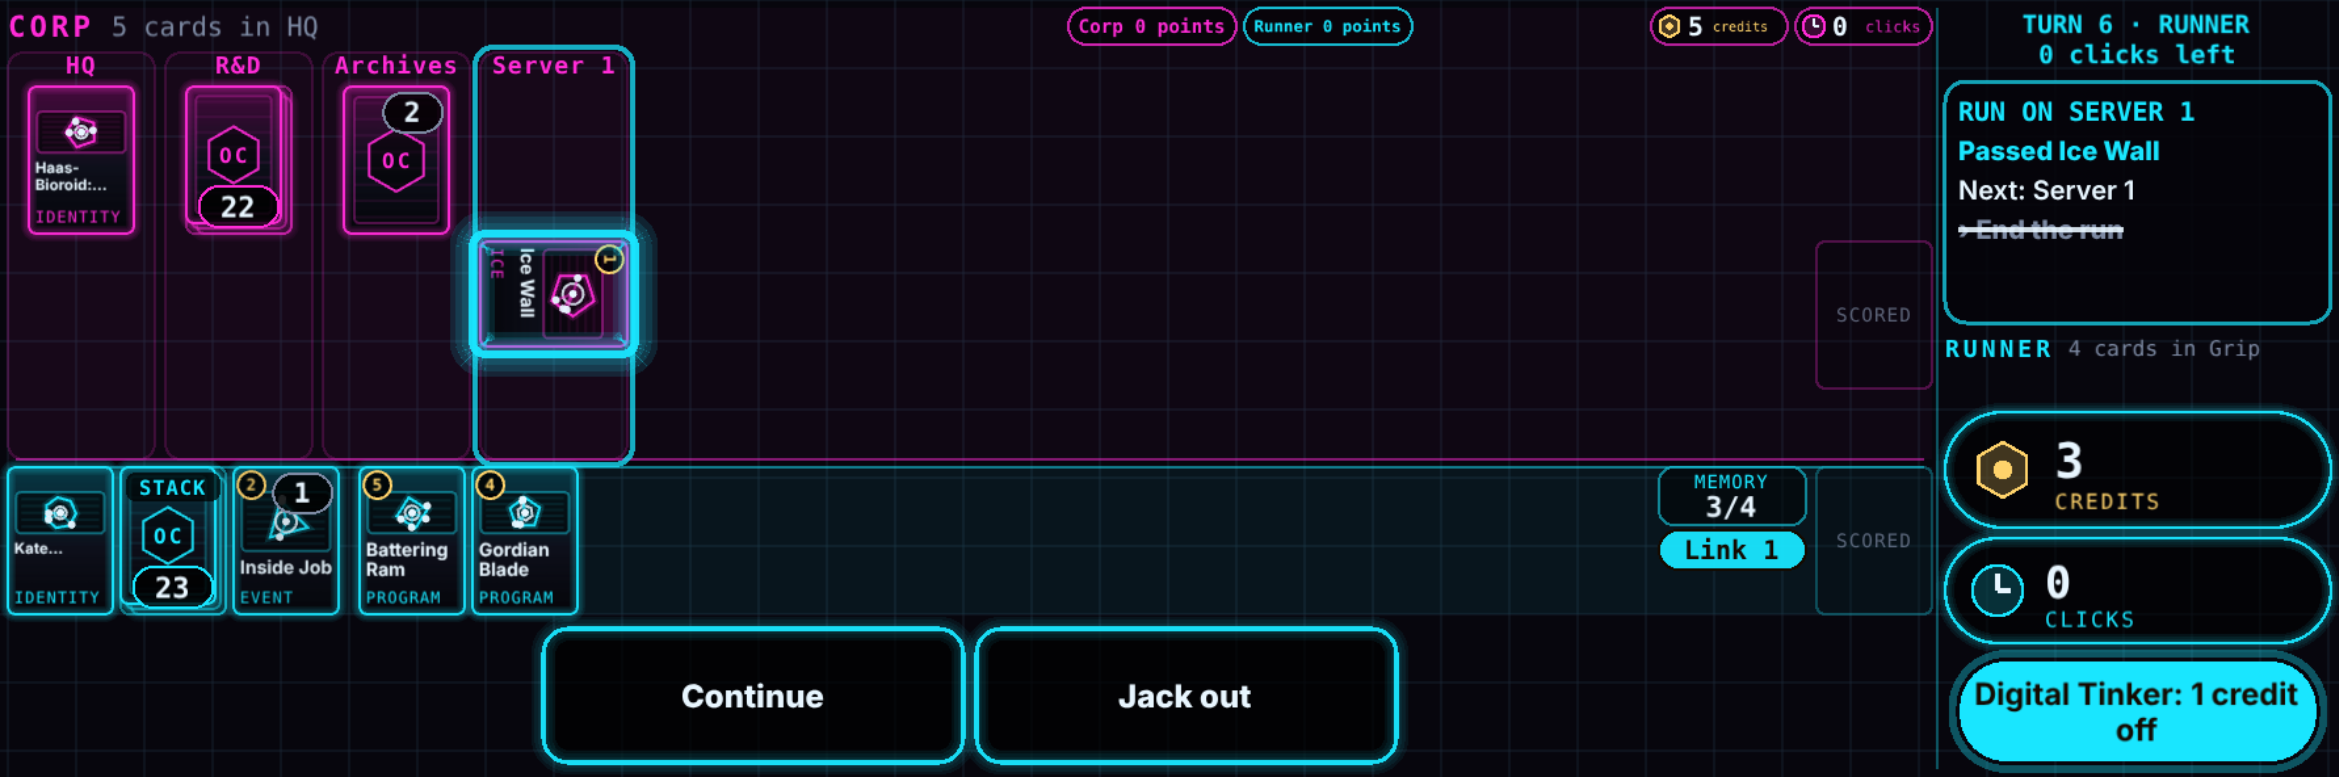 CORP 5 cards in HQ
Corp 0 points
Runner 0 points
5 credits
0 clicks
HQ
R&D
Archives
Server 1
Haas-
Bioroid:...
IDENTITY
OC
22
2
OC
ICE
Ice Wall
1
SCORED
TURN 6 · RUNNER
0 clicks left
RUN ON SERVER 1
Passed Ice Wall
Next: Server 1
› End the run
RUNNER 4 cards in Grip
3
CREDITS
0
CLICKS
Digital Tinker: 1 credit
off
Kate...
IDENTITY
STACK
OC
23
2
1
Inside Job
EVENT
5
Battering
Ram
PROGRAM
4
Gordian
Blade
PROGRAM
MEMORY
3/4
Link 1
SCORED
Continue
Jack out